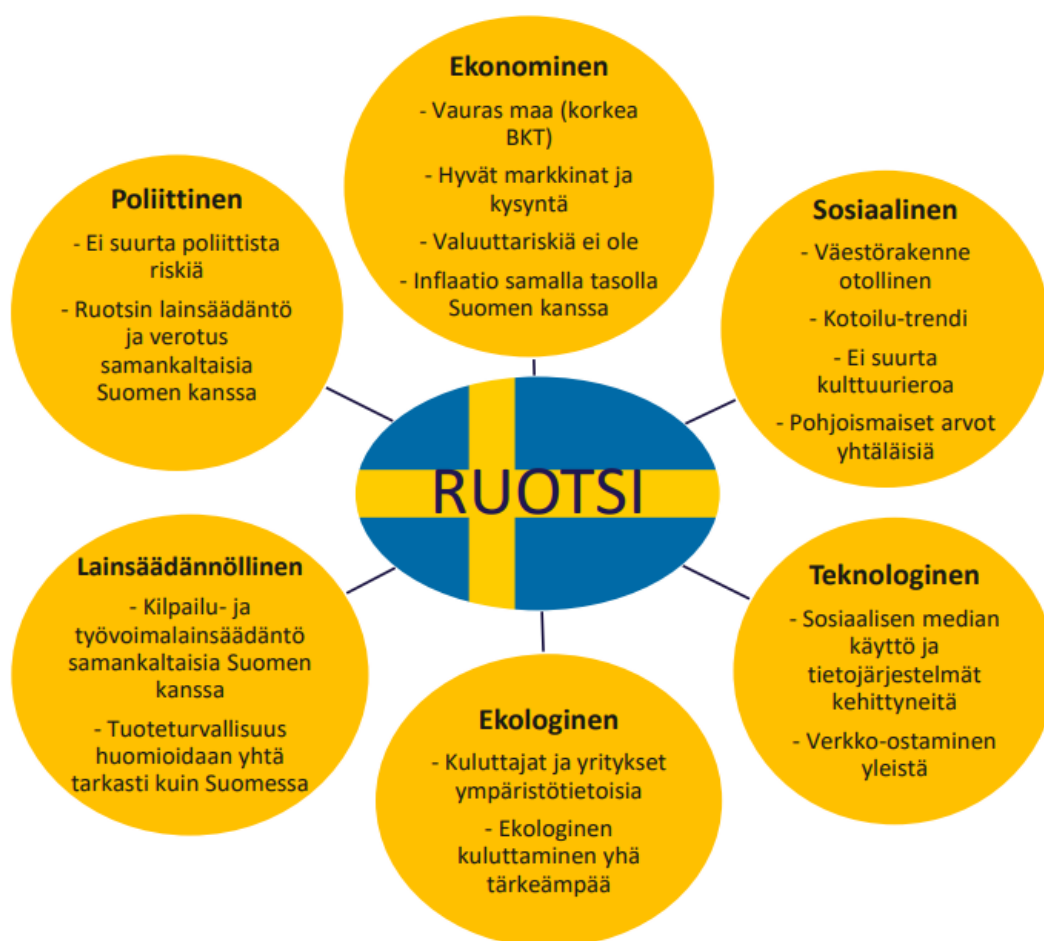 Ekonominen
- Vauras maa (korkea
BKT)
- Hyvät markkinat ja
kysyntä
- Valuuttariskiä ei ole
- Inflaatio samalla tasolla
Suomen kanssa
Poliittinen
- Ei suurta poliittista
riskiä
- Ruotsin lainsäädäntö
ja verotus
samankaltaisia
Suomen kanssa
Sosiaalinen
- Väestörakenne
otollinen
- Kotoilu-trendi
- Ei suurta
kulttuurieroa
- Pohjoismaiset arvot
yhtäläisiä
RUOTSI
Lainsäädännöllinen
- Kilpailu- ja
työvoimalainsäädäntö
samankaltaisia Suomen
kanssa
- Tuoteturvallisuus
huomioidaan yhtä
tarkasti kuin Suomessa
Teknologinen
- Sosiaalisen median
käyttö ja
tietojärjestelmät
kehittyneitä
- Verkko-ostaminen
yleistä
Ekologinen
- Kuluttajat ja yritykset
ympäristötietoisia
- Ekologinen
kuluttaminen yhä
tärkeämpää